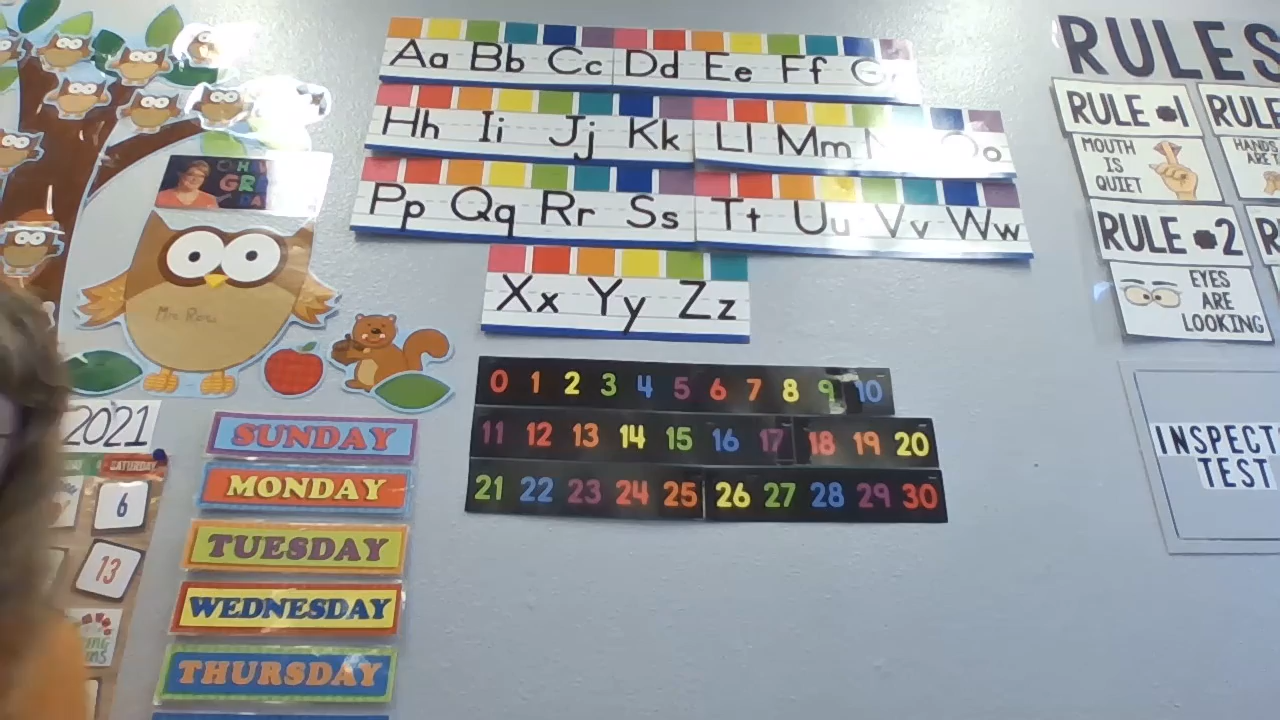 Aa Bb Cc Dd Ee Ff G
Hh Ii Jj Kk Ll Mm N Oo
Pp Qq Rr Ss Tt Uu Vv Ww
Xx Yy Zz
0 1 2 3 4 5 6 7 8 9 10
11 12 13 14 15 16 17 18 19 20
21 22 23 24 25 26 27 28 29 30
RULES
RULE #1
RULE
MOUTH
IS
QUIET
HANDS
ARE
RULE #2
EYES
ARE
LOOKING
INSPECT
TEST
OH
GR
2021
SATURDAY
6
13
SUNDAY
MONDAY
TUESDAY
WEDNESDAY
THURSDAY